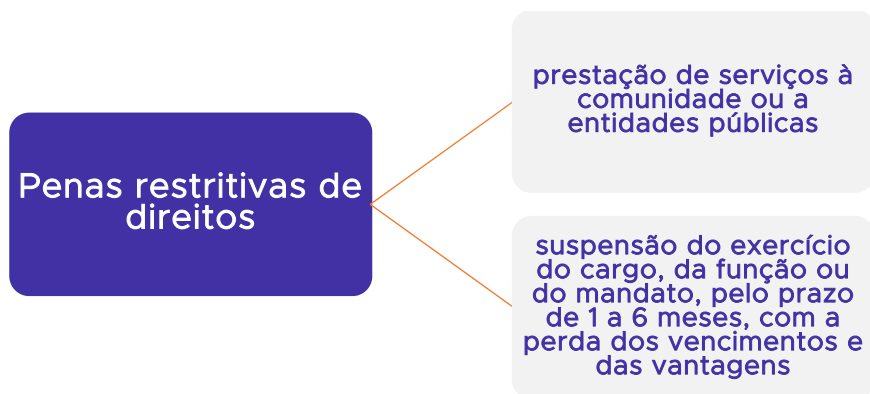 Penas restritivas de
direitos
prestação de serviços à
comunidade ou a
entidades públicas
suspensão do exercício
do cargo, da função ou
do mandato, pelo prazo
de 1 a 6 meses, com a
perda dos vencimentos e
das vantagens